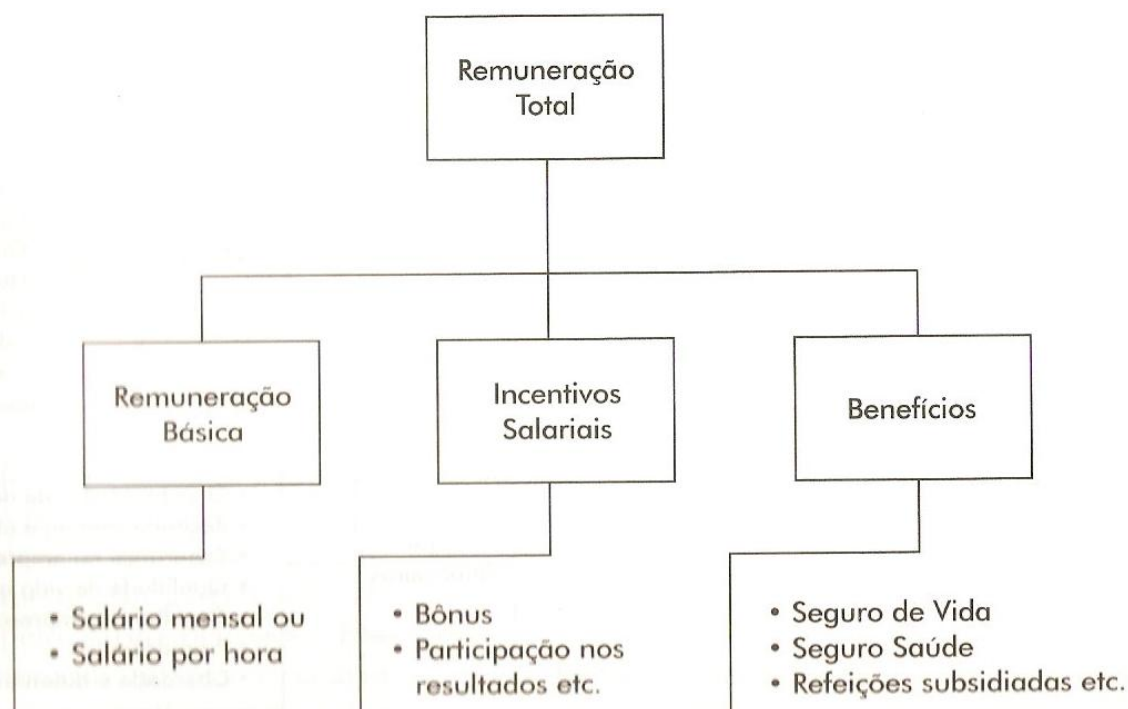 Remuneração
Total
Remuneração
Básica
Incentivos
Salariais
Benefícios
• Salário mensal ou
• Salário por hora
• Bônus
• Participação nos
resultados etc.
• Seguro de Vida
• Seguro Saúde
• Refeições subsidiadas etc.